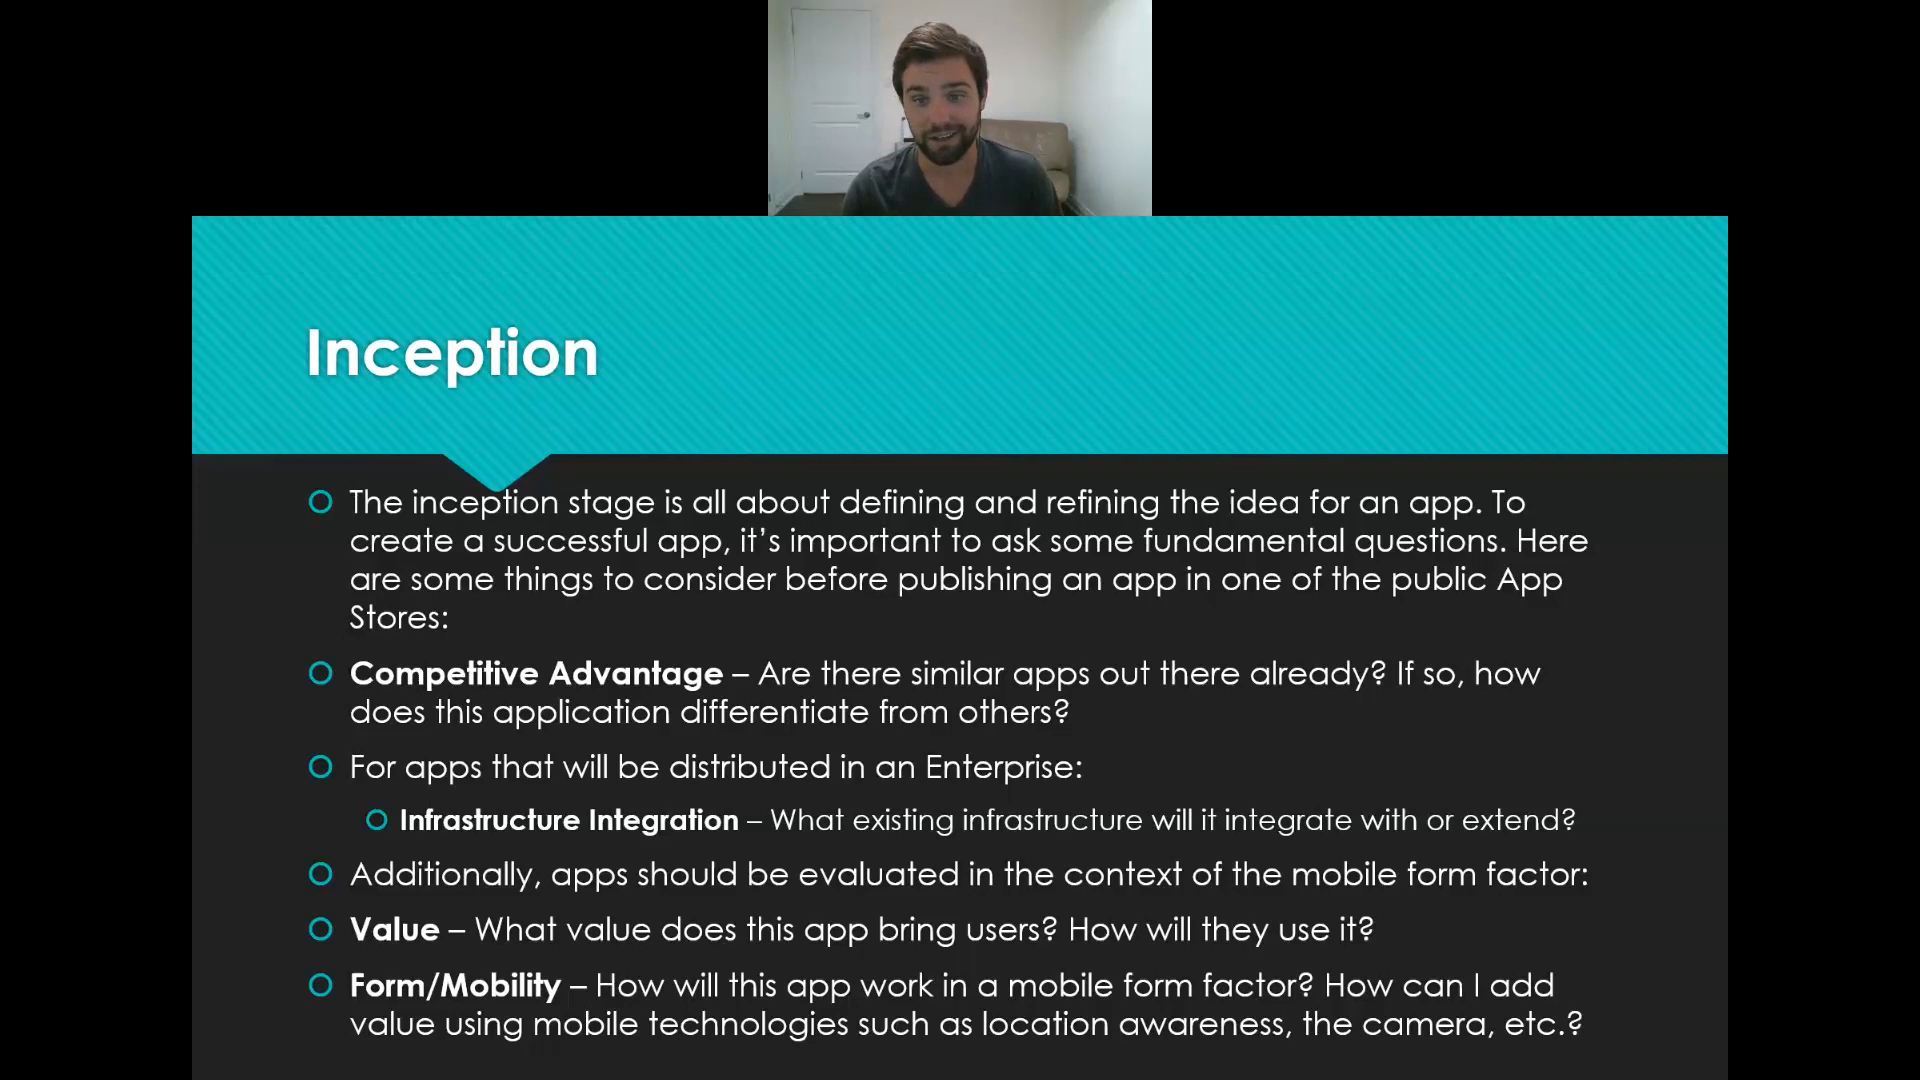 Inception
The inception stage is all about defining and refining the idea for an app. To
create a successful app, it’s important to ask some fundamental questions. Here
are some things to consider before publishing an app in one of the public App
Stores:
Competitive Advantage – Are there similar apps out there already? If so, how
does this application differentiate from others?
For apps that will be distributed in an Enterprise:
Infrastructure Integration – What existing infrastructure will it integrate with or extend?
Additionally, apps should be evaluated in the context of the mobile form factor:
Value – What value does this app bring users? How will they use it?
Form/Mobility – How will this app work in a mobile form factor? How can I add
value using mobile technologies such as location awareness, the camera, etc.?